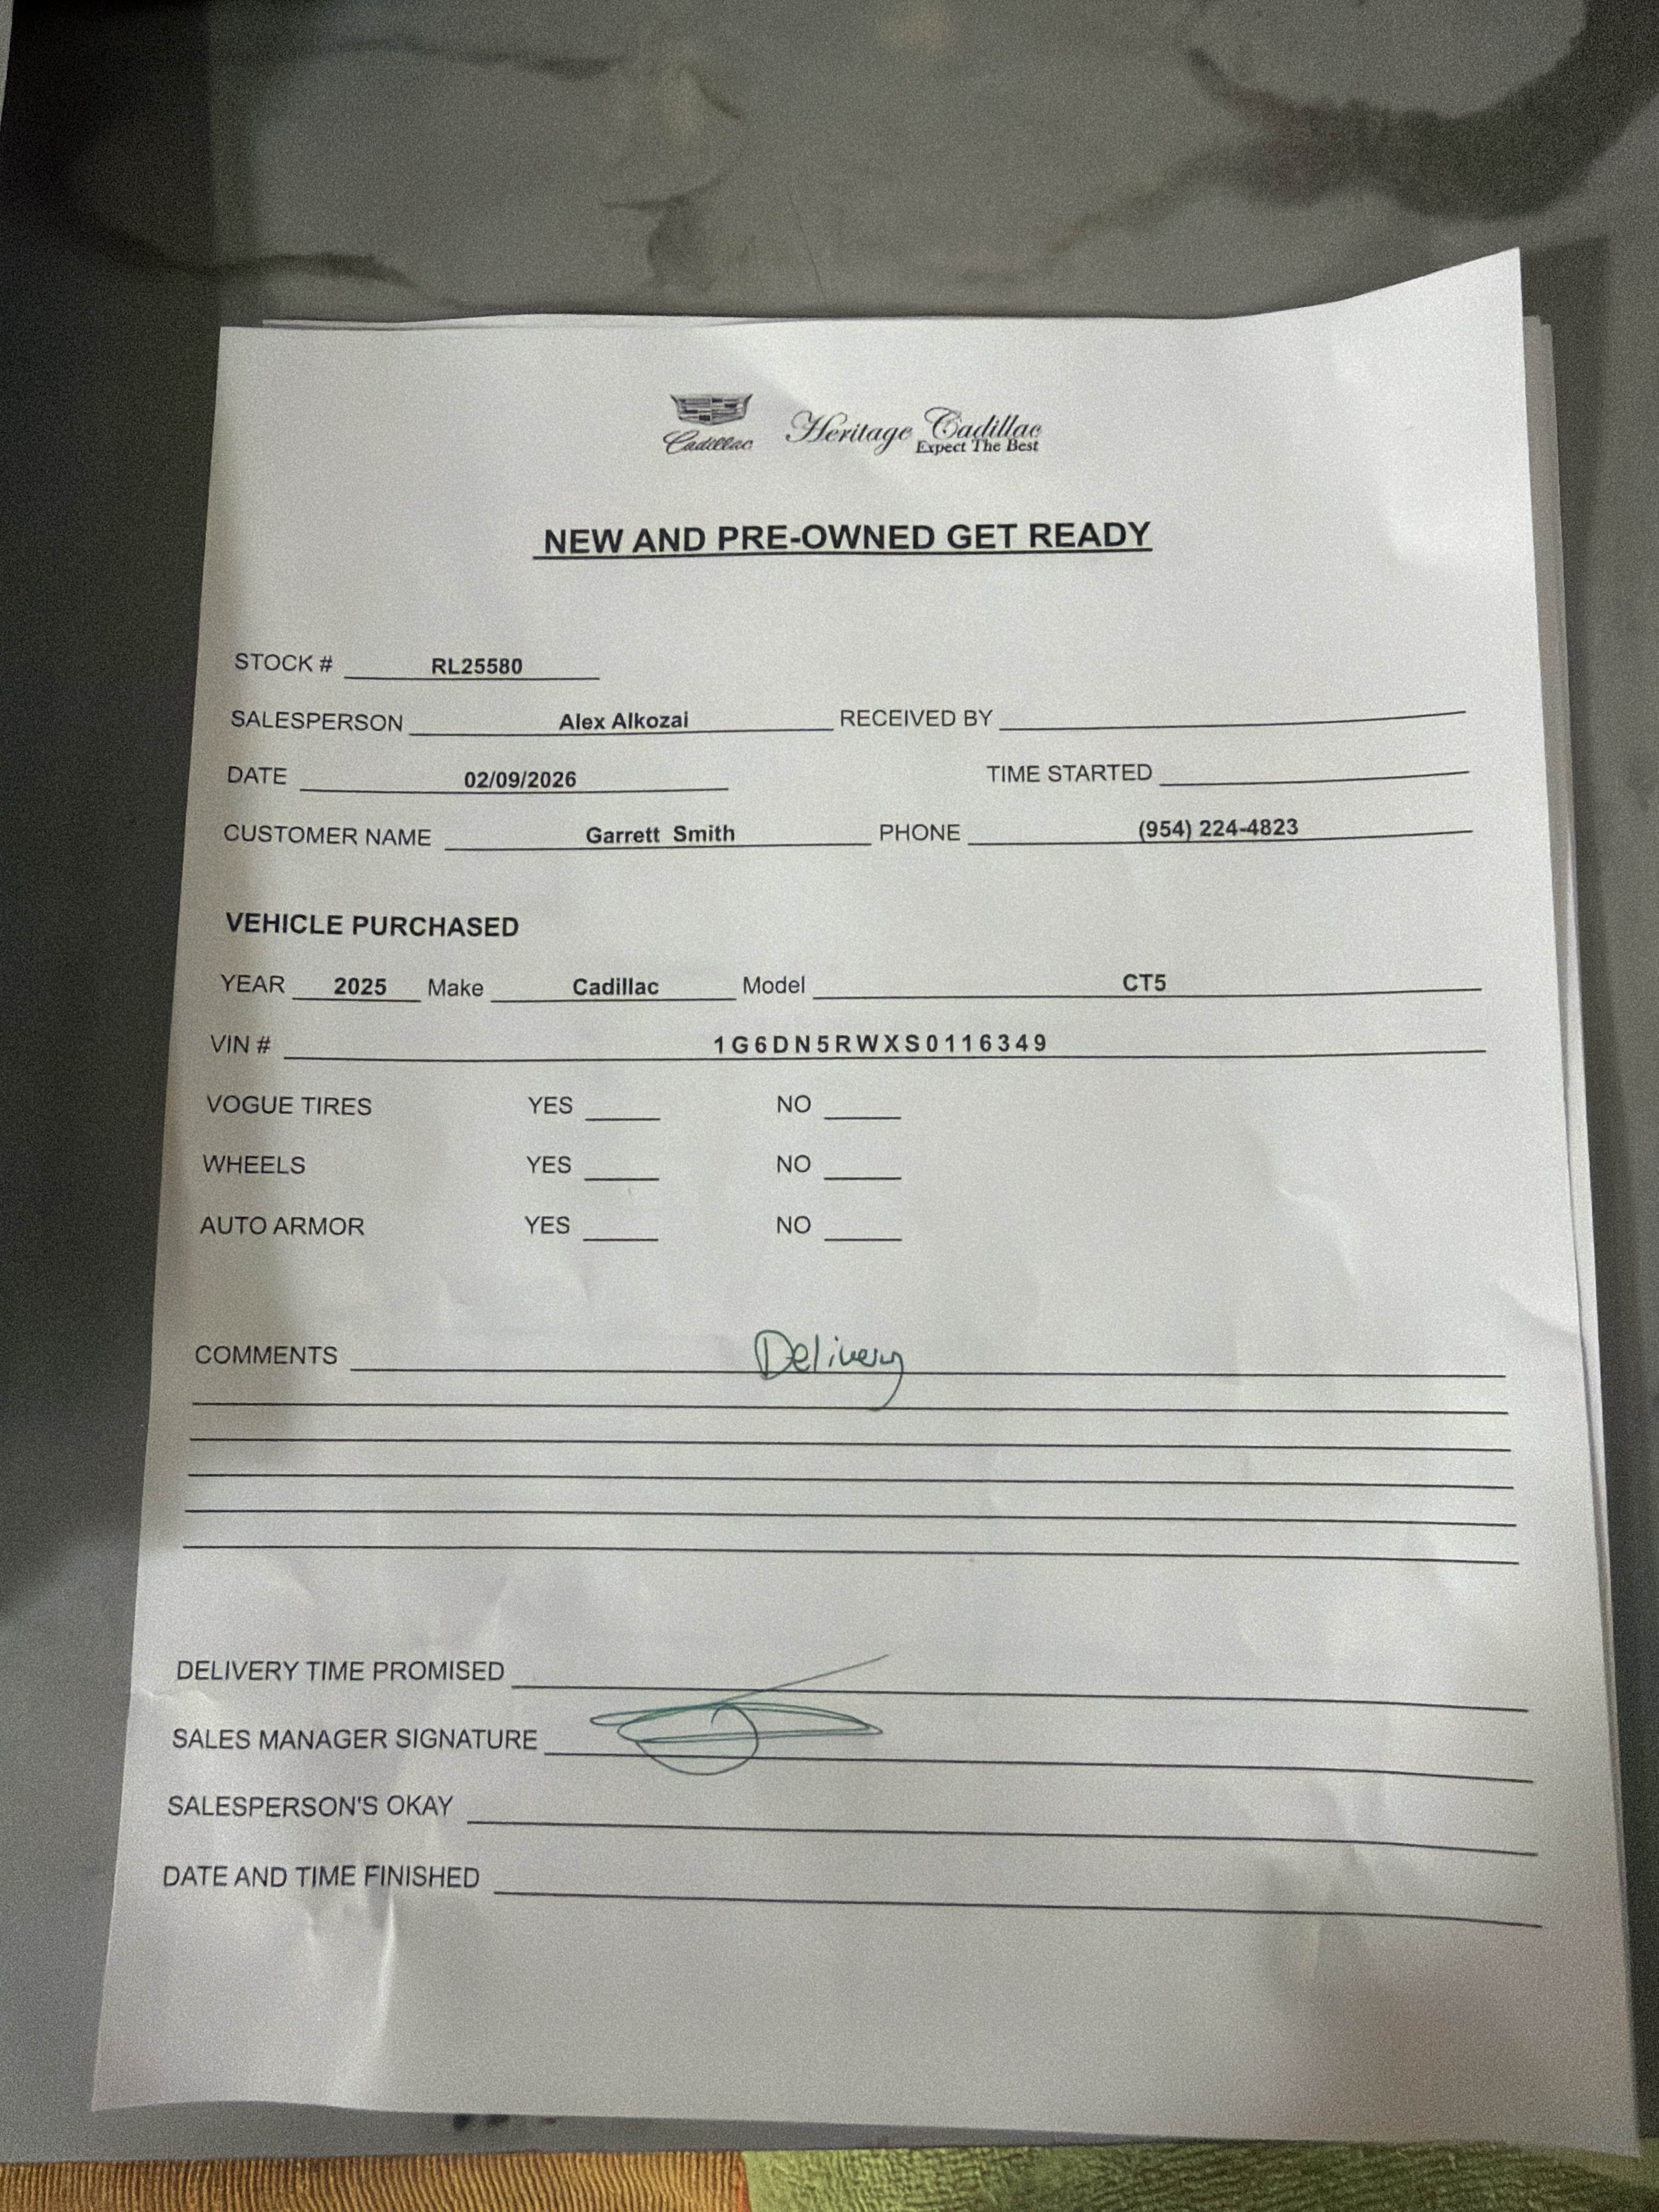 Cadillac Heritage Cadillac
Expect The Best
NEW AND PRE-OWNED GET READY
STOCK # RL25580
SALESPERSON Alex Alkozai RECEIVED BY
DATE 02/09/2026 TIME STARTED
CUSTOMER NAME Garrett Smith PHONE (954) 224-4823
VEHICLE PURCHASED
YEAR 2025 Make Cadillac Model CT5
VIN # 1G6DN5RWXS0116349
VOGUE TIRES YES NO
WHEELS YES NO
AUTO ARMOR YES NO
COMMENTS Delivery
DELIVERY TIME PROMISED
SALES MANAGER SIGNATURE
SALESPERSON'S OKAY
DATE AND TIME FINISHED